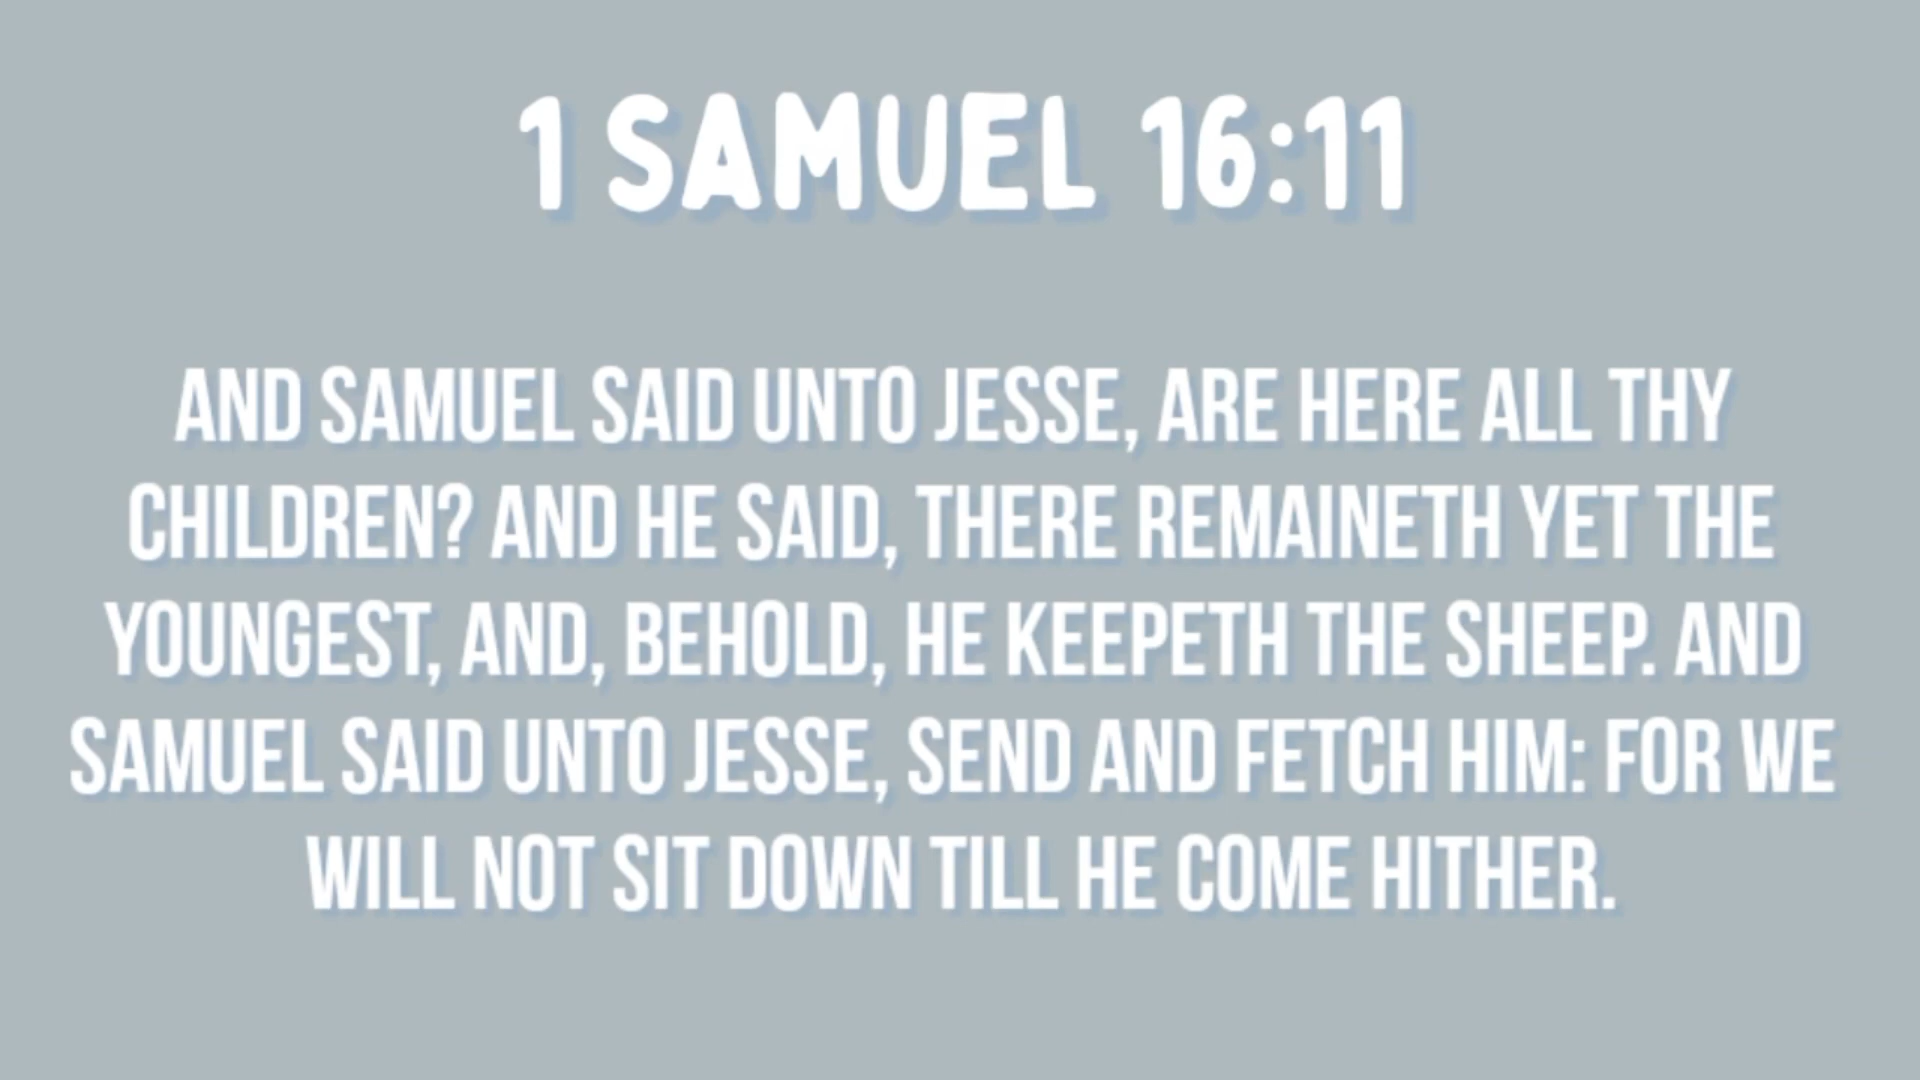 1 SAMUEL 16:11
AND SAMUEL SAID UNTO JESSE, ARE HERE ALL THY
CHILDREN? AND HE SAID, THERE REMAINETH YET THE
YOUNGEST, AND, BEHOLD, HE KEEPETH THE SHEEP. AND
SAMUEL SAID UNTO JESSE, SEND AND FETCH HIM: FOR WE
WILL NOT SIT DOWN TILL HE COME HITHER.